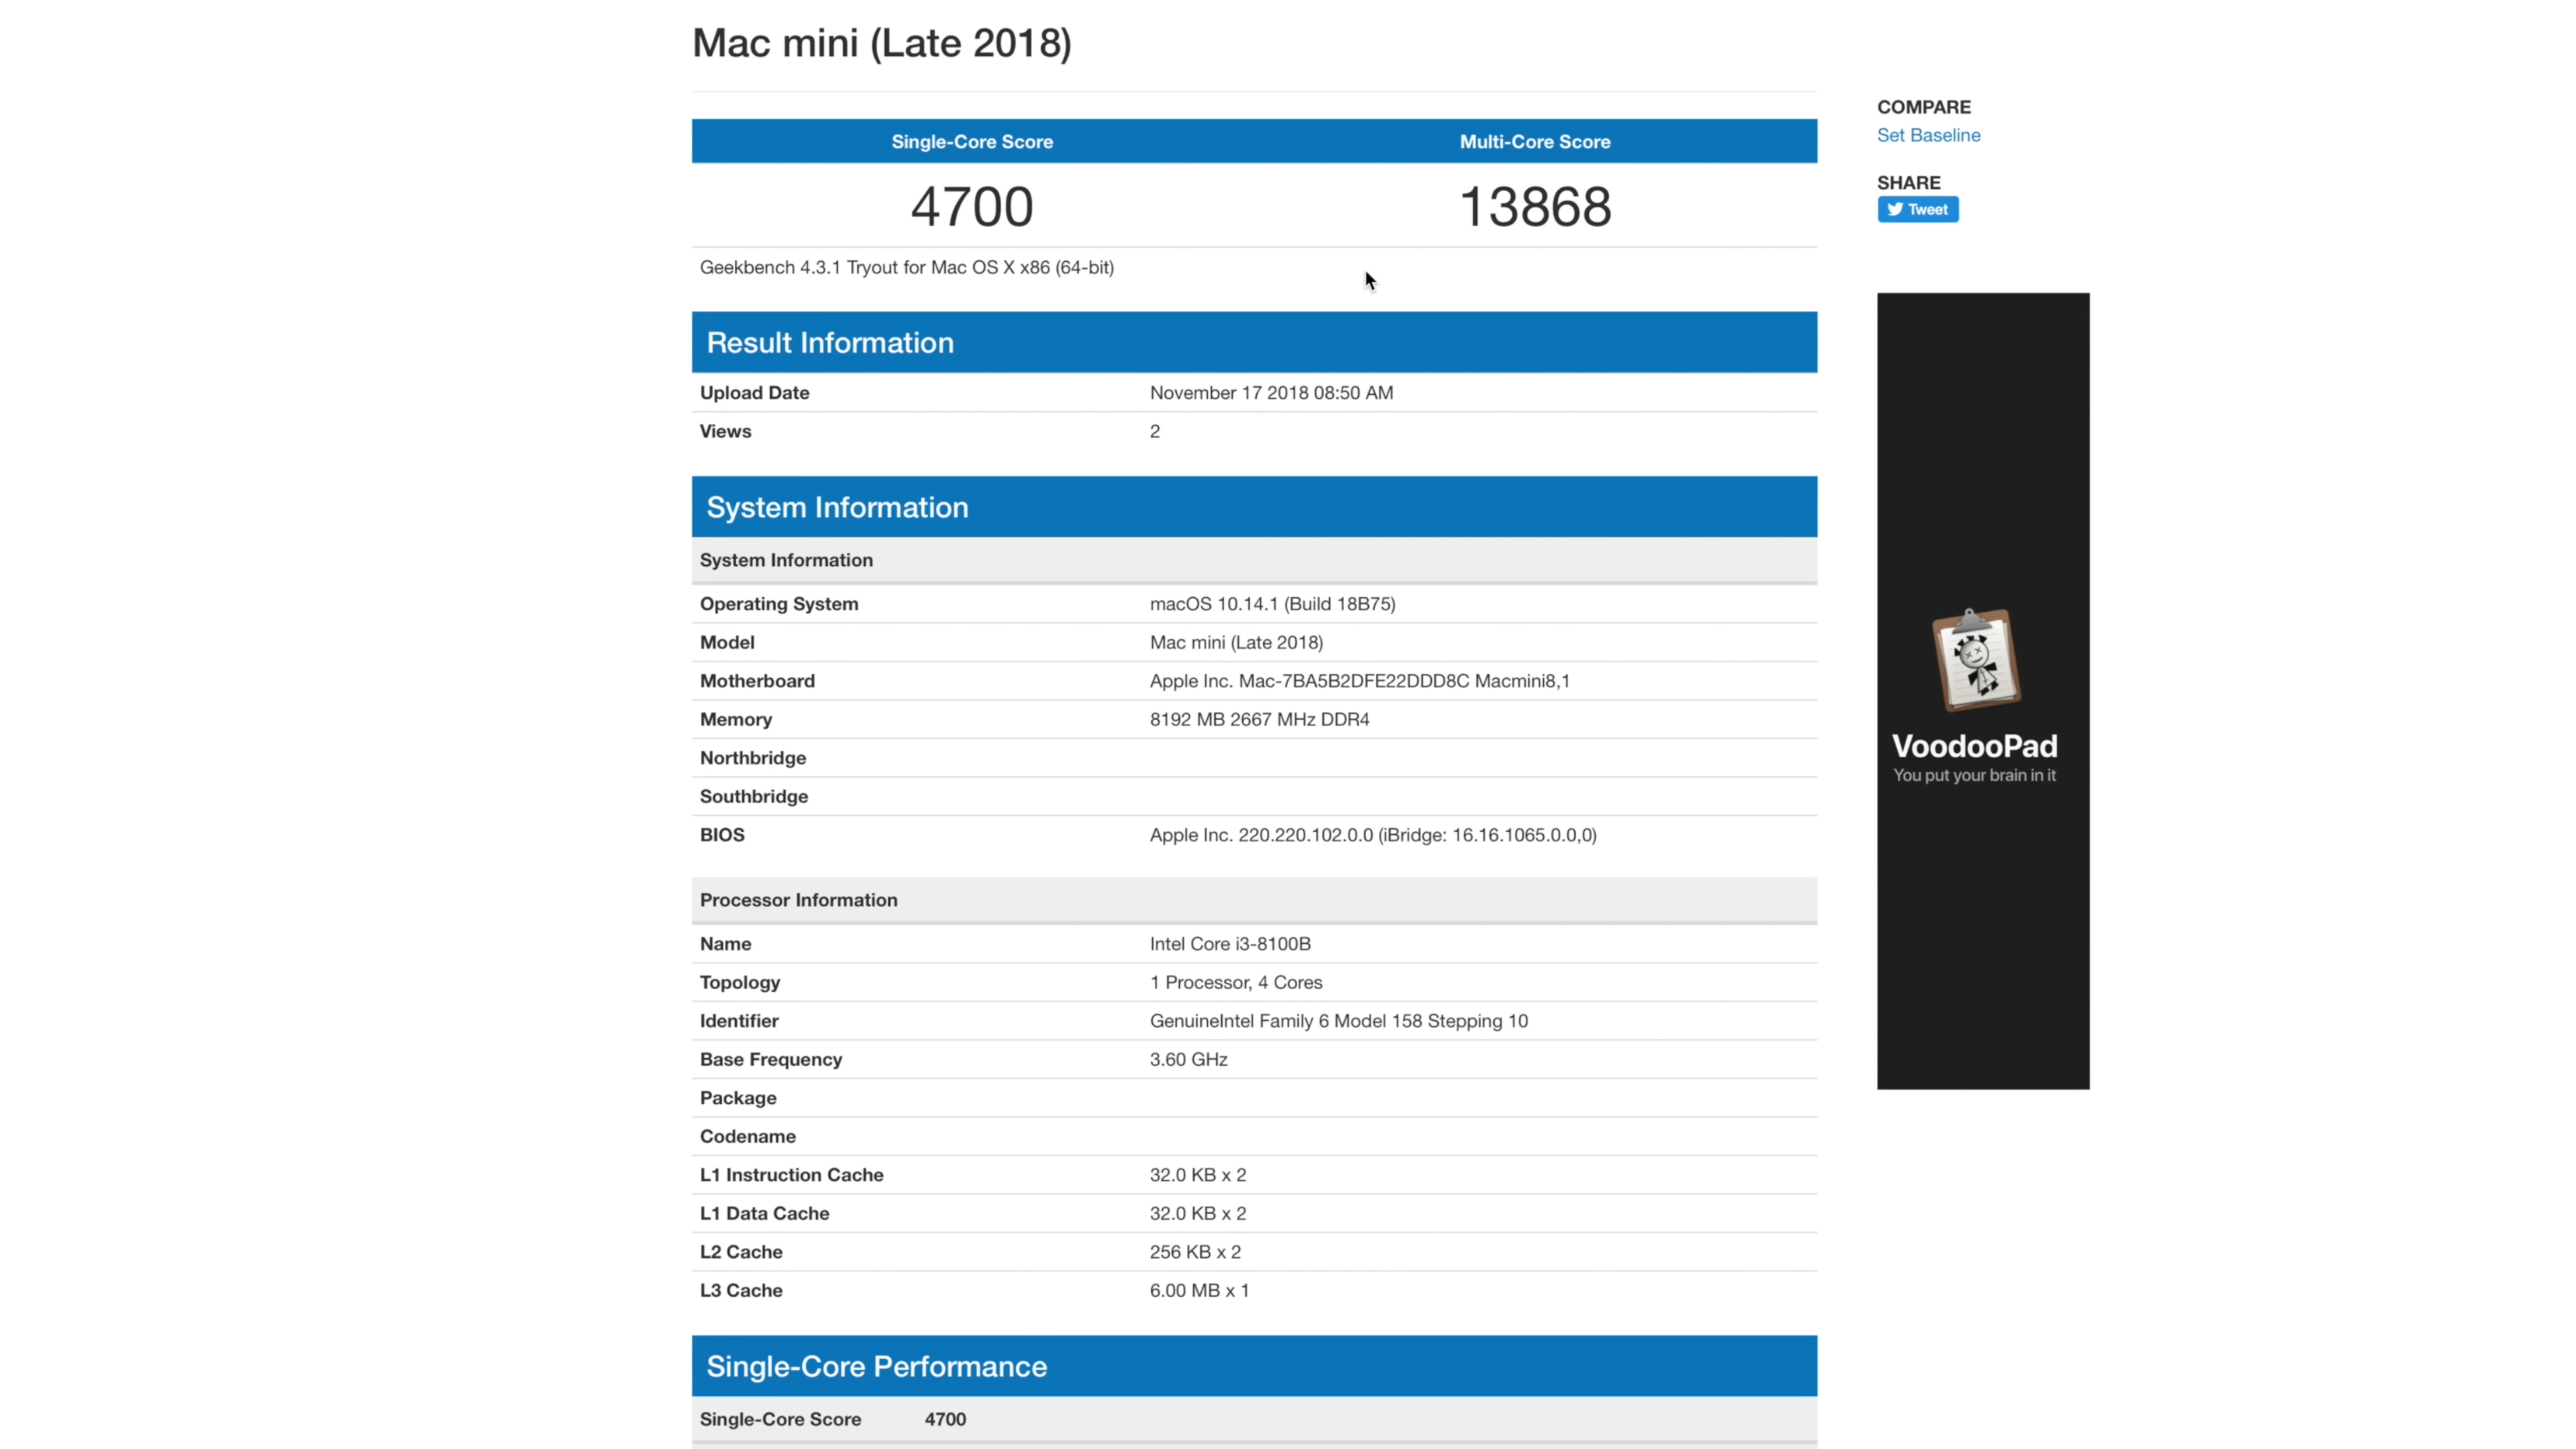 Mac mini (Late 2018)
Single-Core Score Multi-Core Score
4700 13868
Geekbench 4.3.1 Tryout for Mac OS X x86 (64-bit)
Result Information
Upload Date November 17 2018 08:50 AM
Views 2
System Information
System Information
Operating System macOS 10.14.1 (Build 18B75)
Model Mac mini (Late 2018)
Motherboard Apple Inc. Mac-7BA5B2DFE22DDD8C Macmini8,1
Memory 8192 MB 2667 MHz DDR4
Northbridge
Southbridge
BIOS Apple Inc. 220.220.102.0.0 (iBridge: 16.16.1065.0.0,0)
Processor Information
Name Intel Core i3-8100B
Topology 1 Processor, 4 Cores
Identifier GenuineIntel Family 6 Model 158 Stepping 10
Base Frequency 3.60 GHz
Package
Codename
L1 Instruction Cache 32.0 KB x 2
L1 Data Cache 32.0 KB x 2
L2 Cache 256 KB x 2
L3 Cache 6.00 MB x 1
Single-Core Performance
Single-Core Score 4700
COMPARE
Set Baseline
SHARE
Tweet
VoodooPad
You put your brain in it